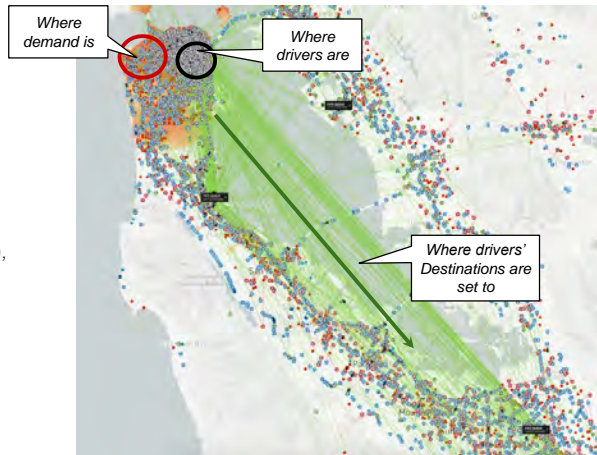 Where
demand is
Where
drivers are
),
Where drivers'
Destinations are
set to